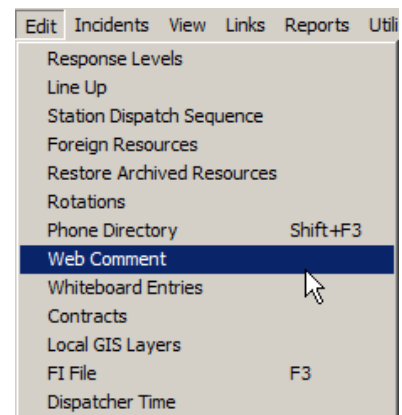 Edit Incidents View Links Reports Utili
Response Levels
Line Up
Station Dispatch Sequence
Foreign Resources
Restore Archived Resources
Rotations
Phone Directory Shift+F3
Web Comment
Whiteboard Entries
Contracts
Local GIS Layers
FI File F3
Dispatcher Time